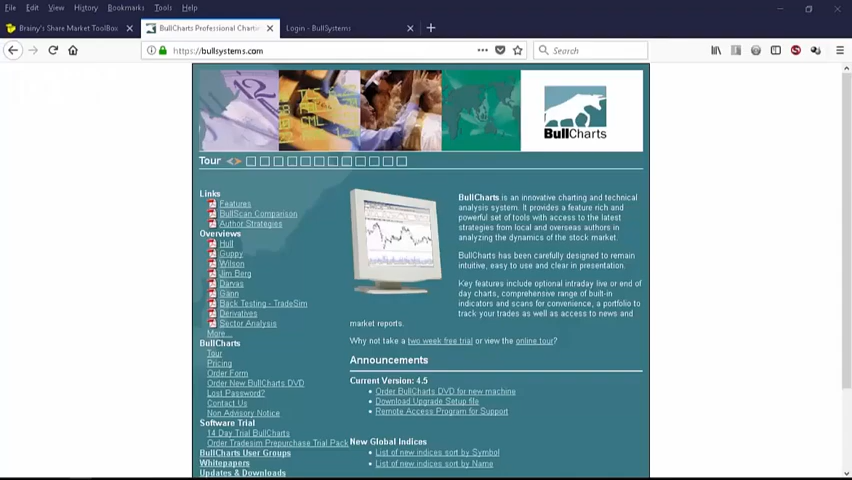 File Edit View History Bookmarks Tools Help
Brainy's Share Market ToolBox
BullCharts Professional Chartin
Login - BullSystems
https://bullsystems.com
Search
BullCharts
Tour
Links
Features
BullScan Comparison
Author Strategies
Overviews
Hull
Guppy
Wilson
Jim Berg
Darvas
Gann
Back Testing - TradeSim
Derivatives
Sector Analysis
More...
BullCharts
Tour
Pricing
Order Form
Order New BullCharts DVD
Lost Password?
Contact Us
Non Advisory Notice
Software Trial
14 Day Trial BullCharts
Order Tradesim Prepurchase Trial Pack
BullCharts User Groups
Whitepapers
Updates & Downloads
BullCharts is an innovative charting and technical
analysis system. It provides a feature rich and
powerful set of tools with access to the latest
strategies from local and overseas authors in
analyzing the dynamics of the stock market.
BullCharts has been carefully designed to remain
intuitive, easy to use and clear in presentation.
Key features include optional intraday live or end of
day charts, comprehensive range of built-in
indicators and scans for convenience, a portfolio to
track your trades as well as access to news and
market reports.
Why not take a two week free trial or view the online tour?
Announcements
Current Version: 4.5
Order BullCharts DVD for new machine
Download Upgrade Setup file
Remote Access Program for Support
New Global Indices
List of new indices sort by Symbol
List of new indices sort by Name